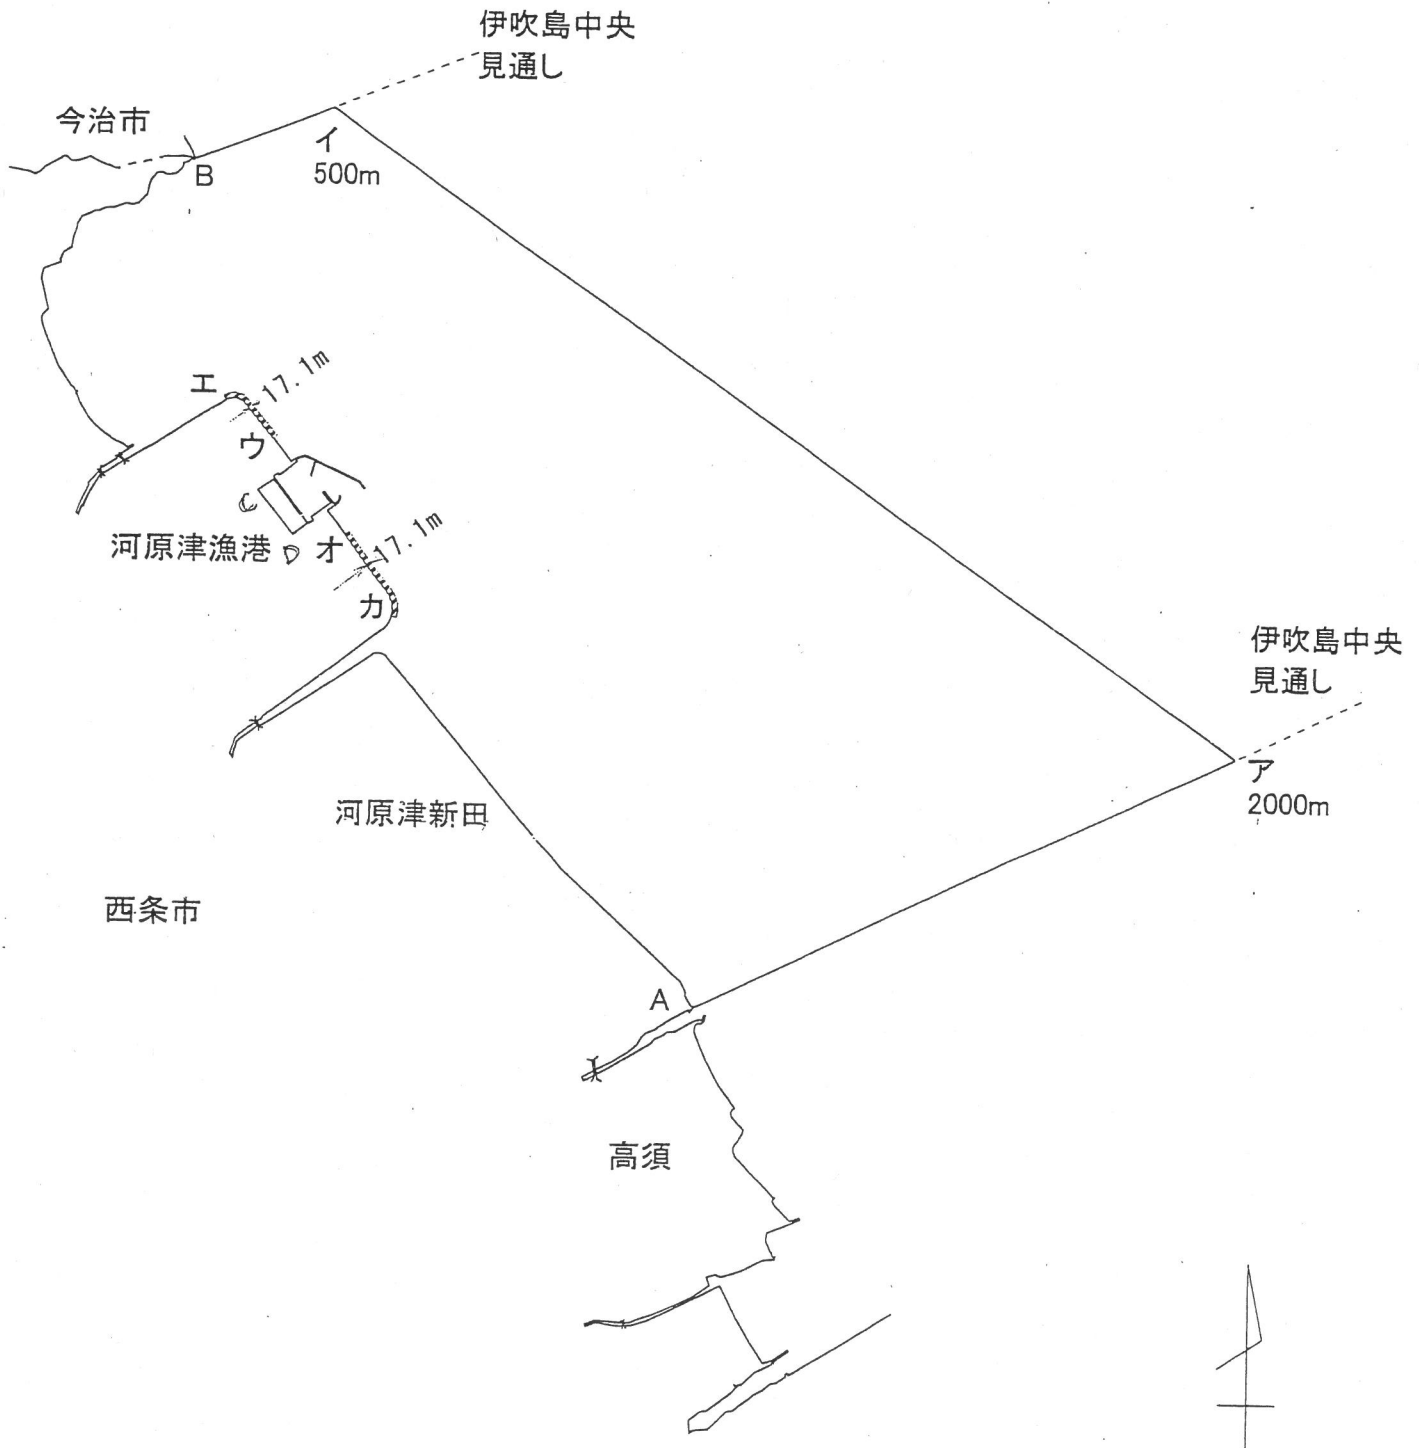 伊吹島中央
見通し
今治市
イ
500m
B
エ
17.1m
ウ
C
河原津漁港
D
オ
17.1m
カ
伊吹島中央
見通し
ア
2000m
河原津新田
西条市
A
高須